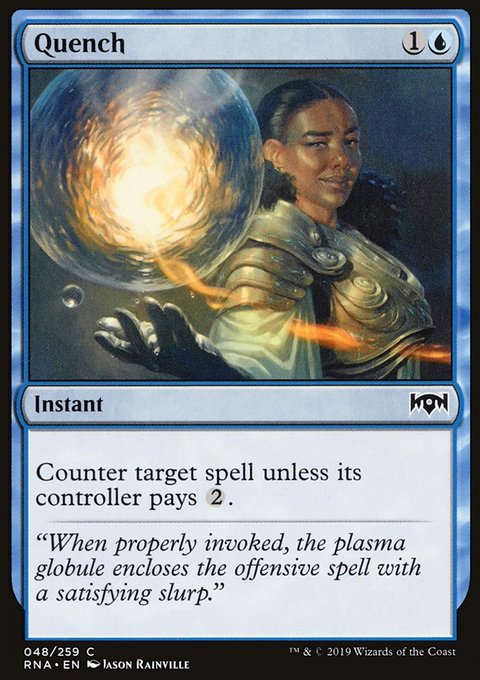 Quench 1
Instant
Counter target spell unless its
controller pays 2.
“When properly invoked, the plasma
globule encloses the offensive spell with
a satisfying slurp.”
048/259 C
RNA • EN Jason Rainville
™ & © 2019 Wizards of the Coast